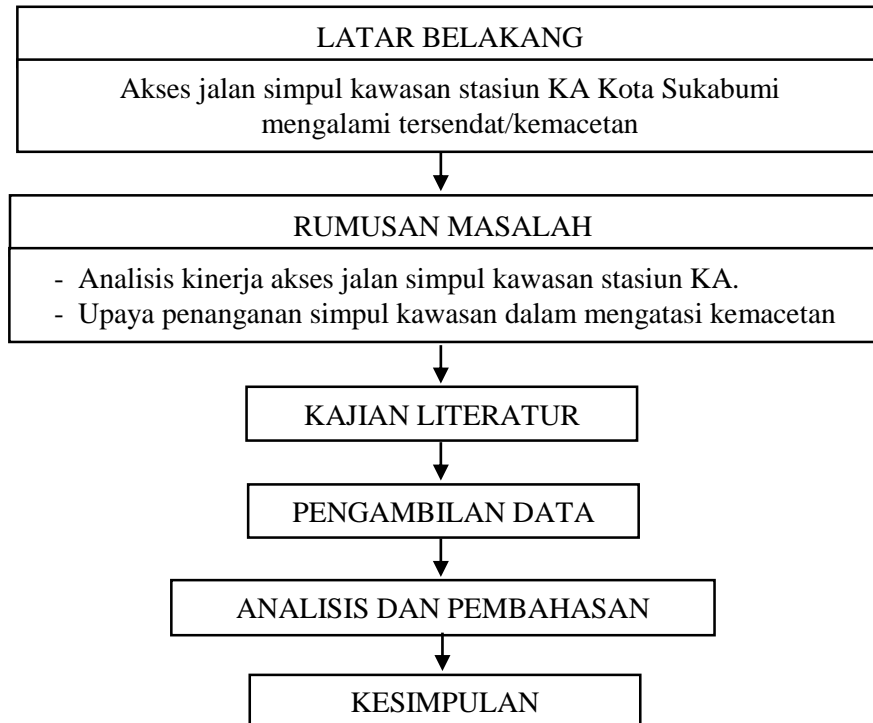 LATAR BELAKANG
Akses jalan simpul kawasan stasiun KA Kota Sukabumi
mengalami tersendat/kemacetan
RUMUSAN MASALAH
- Analisis kinerja akses jalan simpul kawasan stasiun KA.
- Upaya penanganan simpul kawasan dalam mengatasi kemacetan
KAJIAN LITERATUR
PENGAMBILAN DATA
ANALISIS DAN PEMBAHASAN
KESIMPULAN